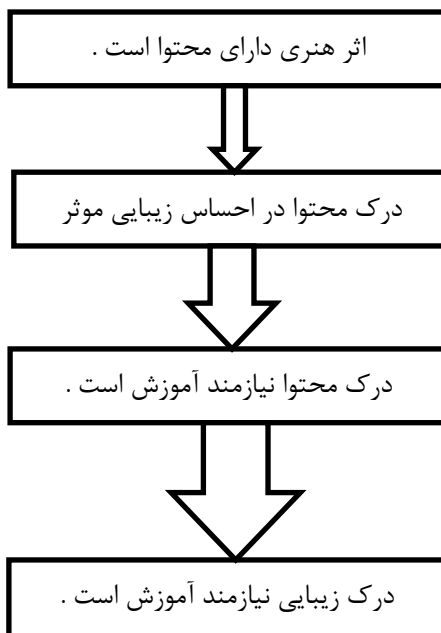 اثر هنری دارای محتوا است .
درک محتوا در احساس زیبایی موثر
درک محتوا نیازمند آموزش است .
درک زیبایی نیازمند آموزش است .